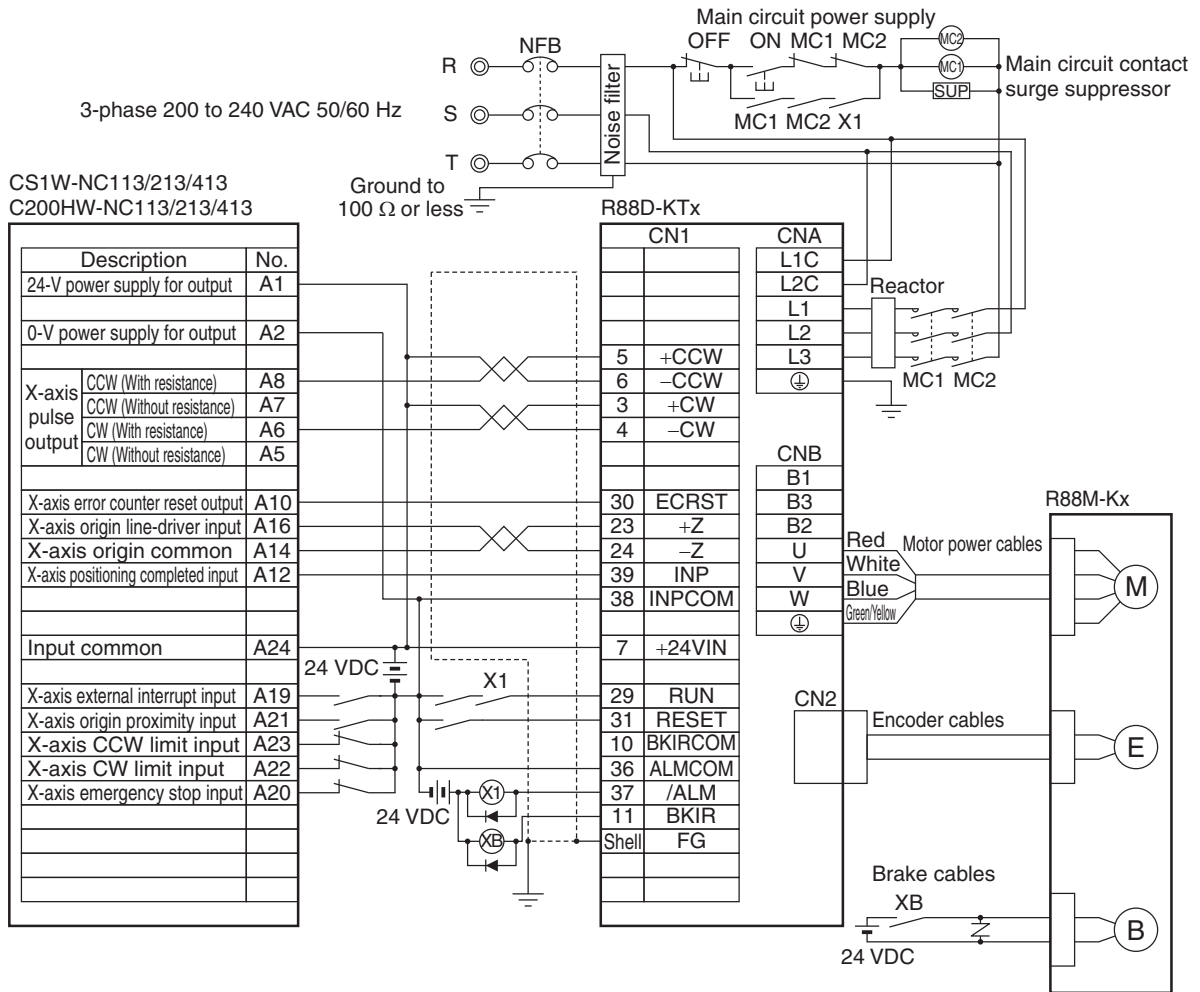 Main circuit power supply
OFF ON MC1 MC2
MC2
NFB
R
MC1
Main circuit contact
surge suppressor
SUP
3-phase 200 to 240 VAC 50/60 Hz
S
Noise filter
MC1 MC2 X1
T
CS1W-NC113/213/413
C200HW-NC113/213/413
Ground to
100 Ω or less
R88D-KTx
CN1 CNA
Description No. L1C
24-V power supply for output A1 L2C
Reactor
L1
0-V power supply for output A2 L2
5 +CCW L3
X-axis pulse output
CCW (With resistance) A8 6 −CCW
MC1 MC2
CCW (Without resistance) A7 3 +CW
CW (With resistance) A6 4 −CW
CW (Without resistance) A5 CNB
B1
X-axis error counter reset output A10 30 ECRST B3
R88M-Kx
X-axis origin line-driver input A16 23 +Z B2
X-axis origin common A14 24 −Z U Red
Motor power cables
X-axis positioning completed input A12 39 INP V White
38 INPCOM W Blue
Green/Yellow
M
Input common A24 7 +24VIN
24 VDC
X1
X-axis external interrupt input A19 29 RUN CN2
X-axis origin proximity input A21 31 RESET
Encoder cables
X-axis CCW limit input A23 10 BKIRCOM
E
X-axis CW limit input A22 36 ALMCOM
X-axis emergency stop input A20 X1 37 /ALM
24 VDC
11 BKIR
XB Shell FG
Brake cables
XB
B
24 VDC